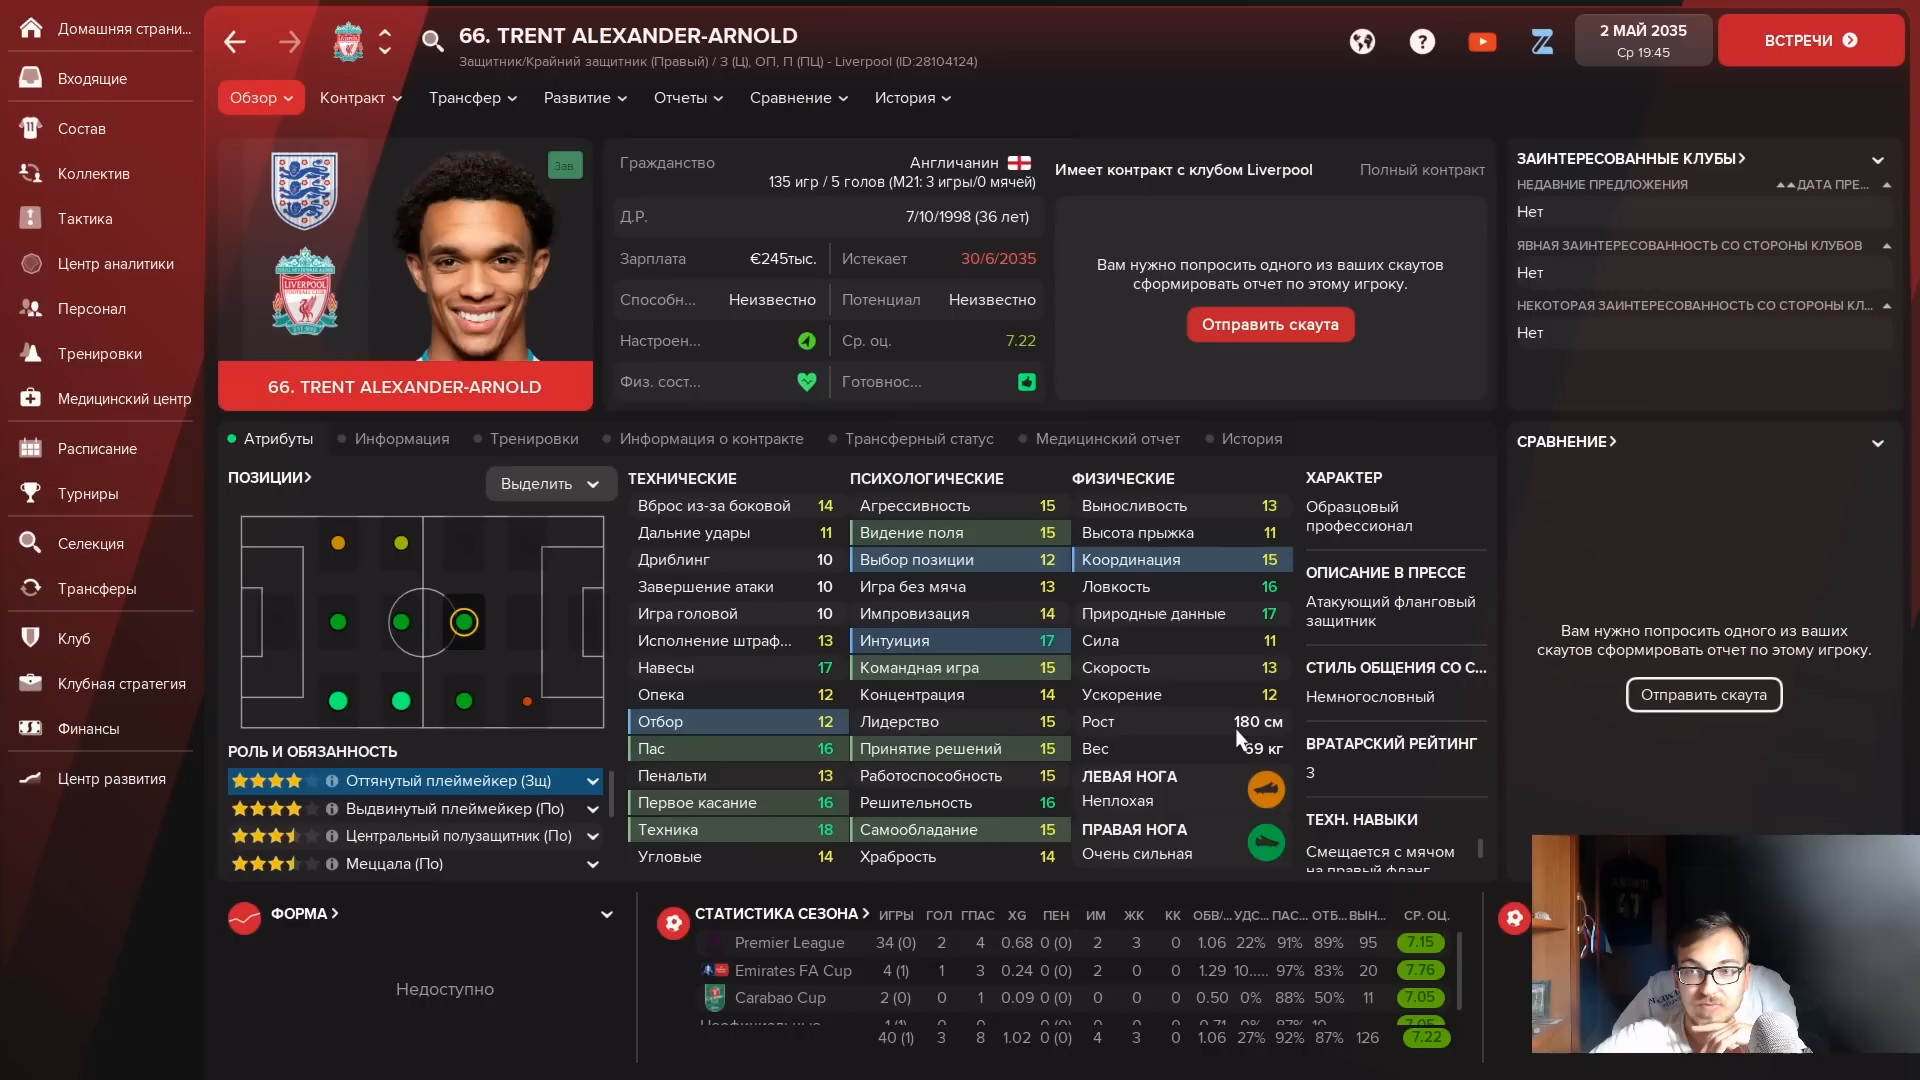 Домашняя страни...
Входящие
Состав
Коллектив
Тактика
Центр аналитики
Персонал
Тренировки
Медицинский центр
Расписание
Турниры
Селекция
Трансферы
Клуб
Клубная стратегия
Финансы
Центр развития
66. TRENT ALEXANDER-ARNOLD
Защитник/Крайний защитник (Правый) / З (Ц), ОП, П (ПЦ) - Liverpool (ID:28104124)
2 МАЙ 2035
Ср 19:45
ВСТРЕЧИ
Обзор Контракт Трансфер Развитие Отчеты Сравнение История
Зав
66. TRENT ALEXANDER-ARNOLD
Гражданство Англичанин
135 игр / 5 голов (М21: 3 игры/0 мячей)
Д.Р. 7/10/1998 (36 лет)
Зарплата €245тыс. Истекает 30/6/2035
Способн... Неизвестно Потенциал Неизвестно
Настроен... Ср. оц. 7.22
Физ. сост... Готовнос...
Имеет контракт с клубом Liverpool Полный контракт
Вам нужно попросить одного из ваших скаутов
сформировать отчет по этому игроку.
Отправить скаута
ЗАИНТЕРЕСОВАННЫЕ КЛУБЫ
НЕДАВНИЕ ПРЕДЛОЖЕНИЯ ДАТА ПРЕ...
Нет
ЯВНАЯ ЗАИНТЕРЕСОВАННОСТЬ СО СТОРОНЫ КЛУБОВ
Нет
НЕКОТОРАЯ ЗАИНТЕРЕСОВАННОСТЬ СО СТОРОНЫ КЛ...
Нет
Атрибуты Информация Тренировки Информация о контракте Трансферный статус Медицинский отчет История
ПОЗИЦИИ
Выделить
РОЛЬ И ОБЯЗАННОСТЬ
Оттянутый плеймейкер (Зщ)
Выдвинутый плеймейкер (По)
Центральный полузащитник (По)
Меццала (По)
ТЕХНИЧЕСКИЕ
Вброс из-за боковой 14
Дальние удары 11
Дриблинг 10
Завершение атаки 10
Игра головой 10
Исполнение штраф... 13
Навесы 17
Опека 12
Отбор 12
Пас 16
Пенальти 13
Первое касание 16
Техника 18
Угловые 14
ПСИХОЛОГИЧЕСКИЕ
Агрессивность 15
Видение поля 15
Выбор позиции 12
Игра без мяча 13
Импровизация 14
Интуиция 17
Командная игра 15
Концентрация 14
Лидерство 15
Принятие решений 15
Работоспособность 15
Решительность 16
Самообладание 15
Храбрость 14
ФИЗИЧЕСКИЕ
Выносливость 13
Высота прыжка 11
Координация 15
Ловкость 16
Природные данные 17
Сила 11
Скорость 13
Ускорение 12
Рост 180 см
Вес 69 кг
ЛЕВАЯ НОГА
Неплохая
ПРАВАЯ НОГА
Очень сильная
ХАРАКТЕР
Образцовый
профессионал
ОПИСАНИЕ В ПРЕССЕ
Атакующий фланговый
защитник
СТИЛЬ ОБЩЕНИЯ СО С...
Немногословный
ВРАТАРСКИЙ РЕЙТИНГ
3
ТЕХН. НАВЫКИ
Смещается с мячом
на правый фланг
СРАВНЕНИЕ
Вам нужно попросить одного из ваших
скаутов сформировать отчет по этому игроку.
Отправить скаута
ФОРМА
Недоступно
СТАТИСТИКА СЕЗОНА ИГРЫ ГОЛ ГПАС XG ПЕН ИМ ЖК КК ОБВ/... УДС... ПАС... ОТБ... ВЫН... СР. ОЦ.
Premier League 34 (0) 2 4 0.68 0 (0) 2 3 0 1.06 22% 91% 89% 95 7.15
Emirates FA Cup 4 (1) 1 3 0.24 0 (0) 2 0 0 1.29 10..... 97% 83% 20 7.76
Carabao Cup 2 (0) 0 1 0.09 0 (0) 0 0 0 0.50 0% 88% 50% 11 7.05
40 (1) 3 8 1.02 0 (0) 4 3 0 1.06 27% 92% 87% 126 7.22